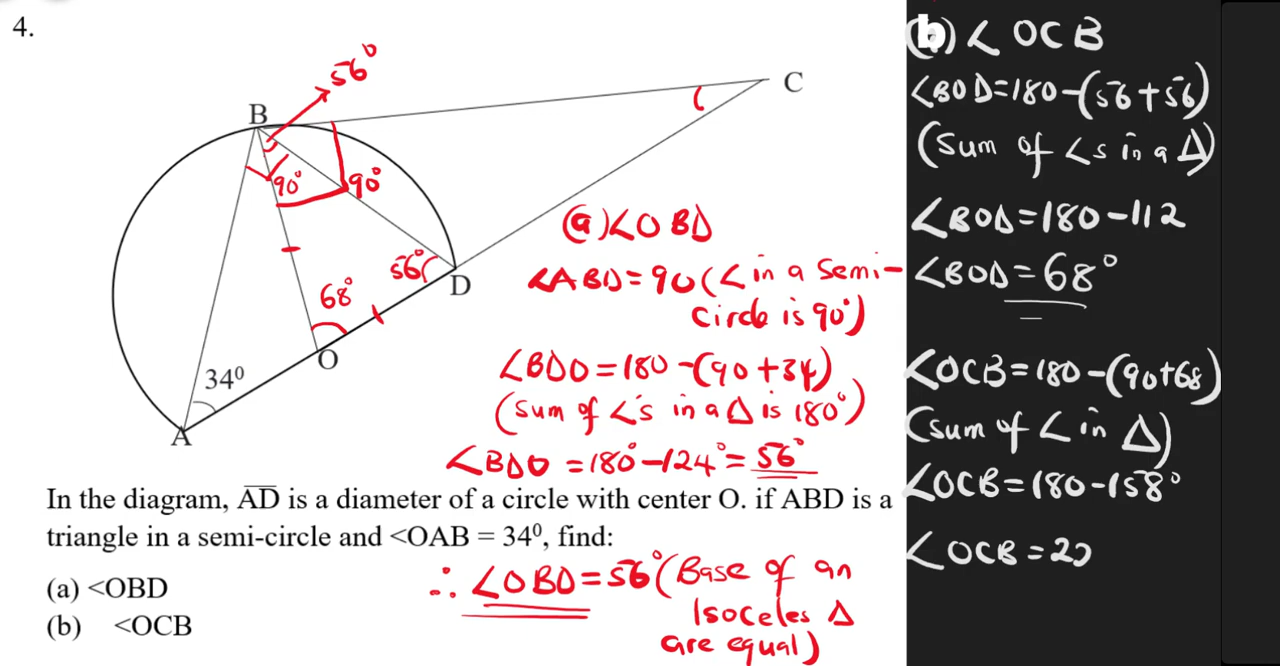 4.
56°
B
C
90°
90°
56°
D
68°
O
34⁰
A
(a) ∠OBD
∠ABD = 90 (∠ in a semi-
circle is 90°)
∠BDO = 180 - (90 + 34)
(sum of ∠'s in a Δ is 180°)
∠BDO = 180° - 124° = 56°
In the diagram, A̅D̅ is a diameter of a circle with center O. if ABD is a
triangle in a semi-circle and <OAB = 34⁰, find:
(a) <OBD
(b) <OCB
∴ ∠OBD = 56° (Base of an
Isoceles Δ
are equal)
(b) ∠OCB
∠BOD = 180 - (56 + 56)
(Sum of ∠s in a Δ)
∠BOD = 180 - 112
∠BOD = 68°
∠OCB = 180 - (90+68)
(sum of ∠ in Δ)
∠OCB = 180 - 158°
∠OCB = 22